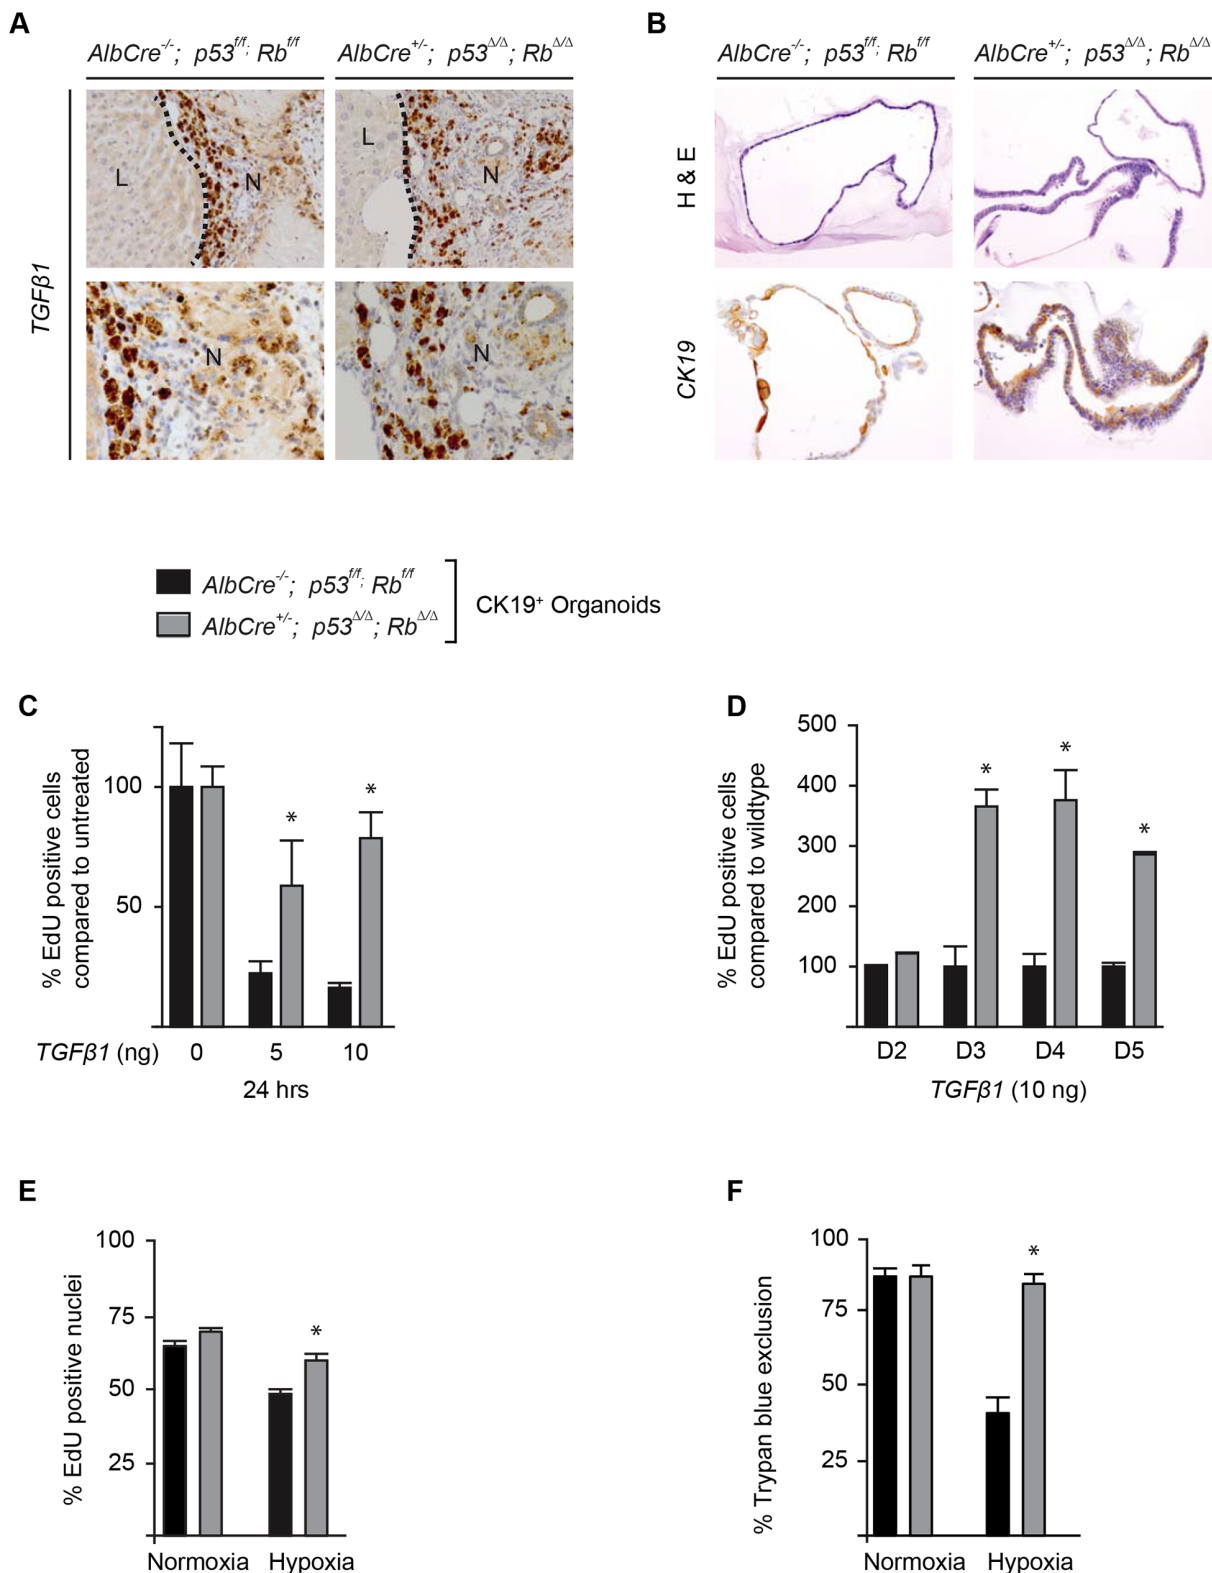 A
AlbCre-/-; p53f/f; Rbf/f
AlbCre+/-; p53Δ/Δ; RbΔ/Δ
TGFβ1
L
N
L
N
N
N
B
AlbCre-/-; p53f/f; Rbf/f
AlbCre+/-; p53Δ/Δ; RbΔ/Δ
H & E
CK19
AlbCre-/-; p53f/f; Rbf/f
AlbCre+/-; p53Δ/Δ; RbΔ/Δ
CK19+ Organoids
C
% EdU positive cells
compared to untreated
100
50
* *
TGFβ1 (ng) 0 5 10
24 hrs
D
% EdU positive cells
compared to wildtype
500
400
300
200
100
* * *
D2 D3 D4 D5
TGFβ1 (10 ng)
E
% EdU positive nuclei
100
75
50
25
*
Normoxia Hypoxia
F
% Trypan blue exclusion
100
75
50
25
*
Normoxia Hypoxia